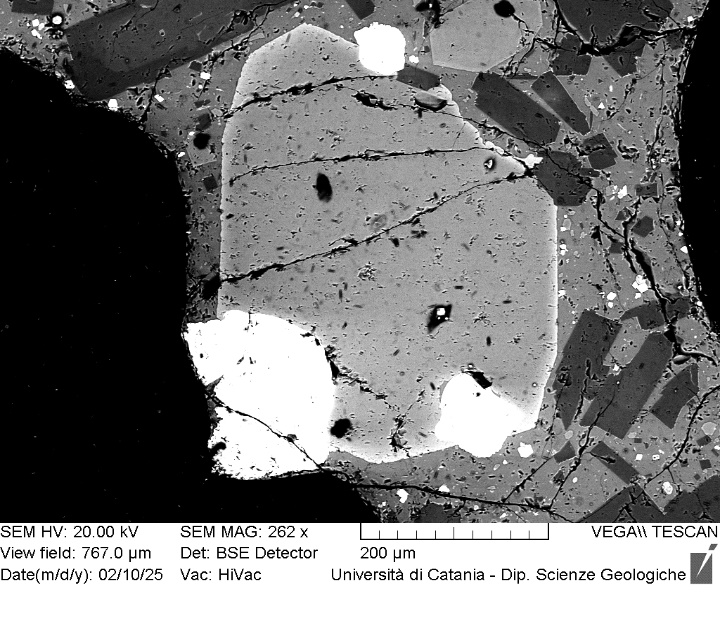 SEM HV: 20.00 kV SEM MAG: 262 x VEGA\\ TESCAN
View field: 767.0 µm Det: BSE Detector 200 µm
Date(m/d/y): 02/10/25 Vac: HiVac Università di Catania - Dip. Scienze Geologiche